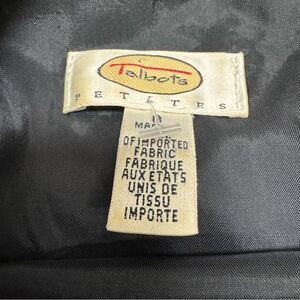 Talbots
PETITES
OF IMPORTED
FABRIC
FABRIQUE
AUX ETATS
UNIS DE
TISSU
IMPORTE